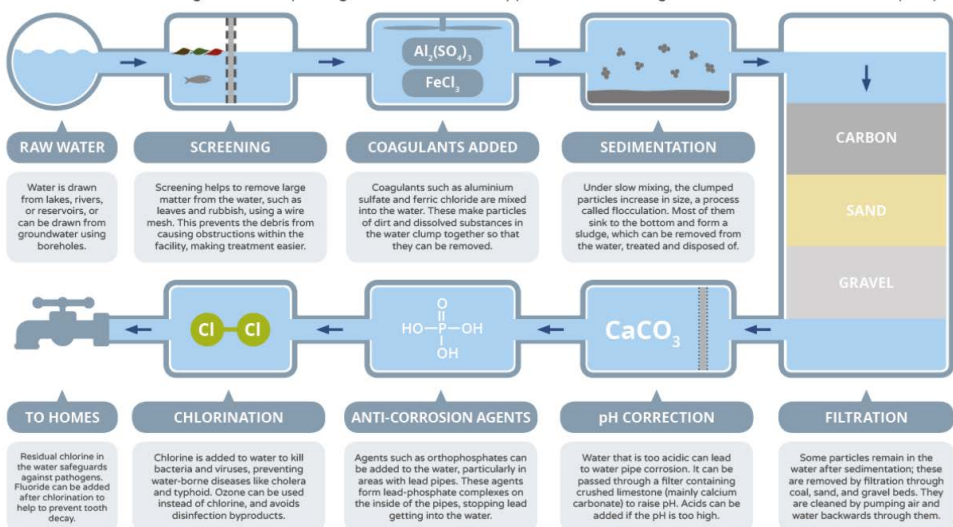 Al₂(SO₄)₃
FeCl₃
RAW WATER
Water is drawn
from lakes, rivers,
or reservoirs, or
can be drawn from
groundwater using
boreholes.
SCREENING
Screening helps to remove large
matter from the water, such as
leaves and rubbish, using a wire
mesh. This prevents the debris from
causing obstructions within the
facility, making treatment easier.
COAGULANTS ADDED
Coagulants such as aluminium
sulfate and ferric chloride are mixed
into the water. These make particles
of dirt and dissolved substances in
the water clump together so that
they can be removed.
SEDIMENTATION
Under slow mixing, the clumped
particles increase in size, a process
called flocculation. Most of them
sink to the bottom and form a
sludge, which can be removed from
the water, treated and disposed of.
CARBON
SAND
GRAVEL
FILTRATION
Some particles remain in the
water after sedimentation; these
are removed by filtration through
coal, sand, and gravel beds. They
are cleaned by pumping air and
water backwards through them.
CaCO₃
pH CORRECTION
Water that is too acidic can lead
to water pipe corrosion. It can be
passed through a filter containing
crushed limestone (mainly calcium
carbonate) to raise pH. Acids can be
added if the pH is too high.
O
HO P OH
OH
ANTI-CORROSION AGENTS
Agents such as orthophosphates
can be added to the water, particularly in
areas with lead pipes. These agents
form lead-phosphate complexes on
the inside of the pipes, stopping lead
getting into the water.
Cl Cl
CHLORINATION
Chlorine is added to water to kill
bacteria and viruses, preventing
water-borne diseases like cholera
and typhoid. Ozone can be used
instead of chlorine, and avoids
disinfection byproducts.
TO HOMES
Residual chlorine in
the water safeguards
against pathogens.
Fluoride can be added
after chlorination to
help to prevent tooth
decay.